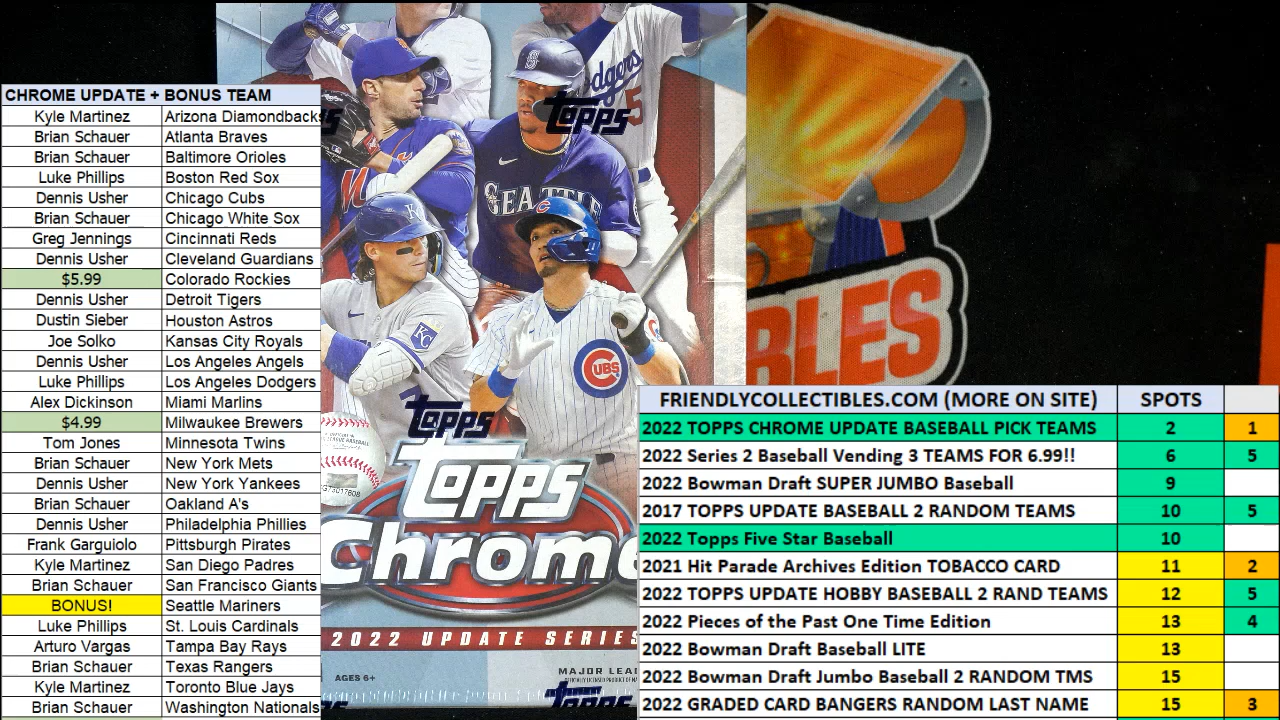 CHROME UPDATE + BONUS TEAM
Kyle Martinez Arizona Diamondbacks
Brian Schauer Atlanta Braves
Brian Schauer Baltimore Orioles
Luke Phillips Boston Red Sox
Dennis Usher Chicago Cubs
Brian Schauer Chicago White Sox
Greg Jennings Cincinnati Reds
Dennis Usher Cleveland Guardians
$5.99 Colorado Rockies
Dennis Usher Detroit Tigers
Dustin Sieber Houston Astros
Joe Solko Kansas City Royals
Dennis Usher Los Angeles Angels
Luke Phillips Los Angeles Dodgers
Alex Dickinson Miami Marlins
$4.99 Milwaukee Brewers
Tom Jones Minnesota Twins
Brian Schauer New York Mets
Dennis Usher New York Yankees
Brian Schauer Oakland A's
Dennis Usher Philadelphia Phillies
Frank Garguiolo Pittsburgh Pirates
Kyle Martinez San Diego Padres
Brian Schauer San Francisco Giants
BONUS! Seattle Mariners
Luke Phillips St. Louis Cardinals
Arturo Vargas Tampa Bay Rays
Brian Schauer Texas Rangers
Kyle Martinez Toronto Blue Jays
Brian Schauer Washington Nationals
dgers
5
S
TOPPS
SEATTLE
M
KC
KC
C
CUBS
TOPPS
Topps
Chrome
2022 UPDATE SERIES
AGES 6+
MAJOR LEA
TOPPS
BLES
FRIENDLYCOLLECTIBLES.COM (MORE ON SITE) SPOTS
2022 TOPPS CHROME UPDATE BASEBALL PICK TEAMS 2 1
2022 Series 2 Baseball Vending 3 TEAMS FOR 6.99!! 6 5
2022 Bowman Draft SUPER JUMBO Baseball 9
2017 TOPPS UPDATE BASEBALL 2 RANDOM TEAMS 10 5
2022 Topps Five Star Baseball 10
2021 Hit Parade Archives Edition TOBACCO CARD 11 2
2022 TOPPS UPDATE HOBBY BASEBALL 2 RAND TEAMS 12 5
2022 Pieces of the Past One Time Edition 13 4
2022 Bowman Draft Baseball LITE 13
2022 Bowman Draft Jumbo Baseball 2 RANDOM TMS 15
2022 GRADED CARD BANGERS RANDOM LAST NAME 15 3